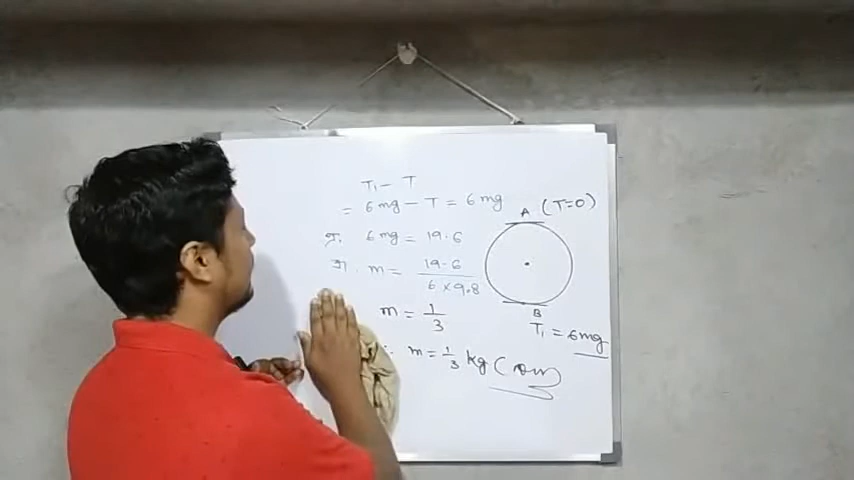 T₁ - T
= 6mg - T = 6mg
বা. 6mg = 19.6
বা. m = 19.6 / 6 × 9.8
m = 1/3
∴ m = 1/3 kg (
A (T=0)
B
T₁ = 6mg